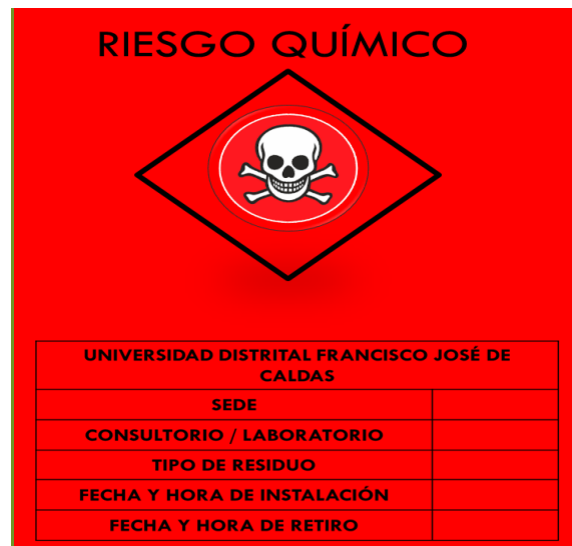 RIESGO QUÍMICO
UNIVERSIDAD DISTRITAL FRANCISCO JOSÉ DE
CALDAS
SEDE
CONSULTORIO / LABORATORIO
TIPO DE RESIDUO
FECHA Y HORA DE INSTALACIÓN
FECHA Y HORA DE RETIRO